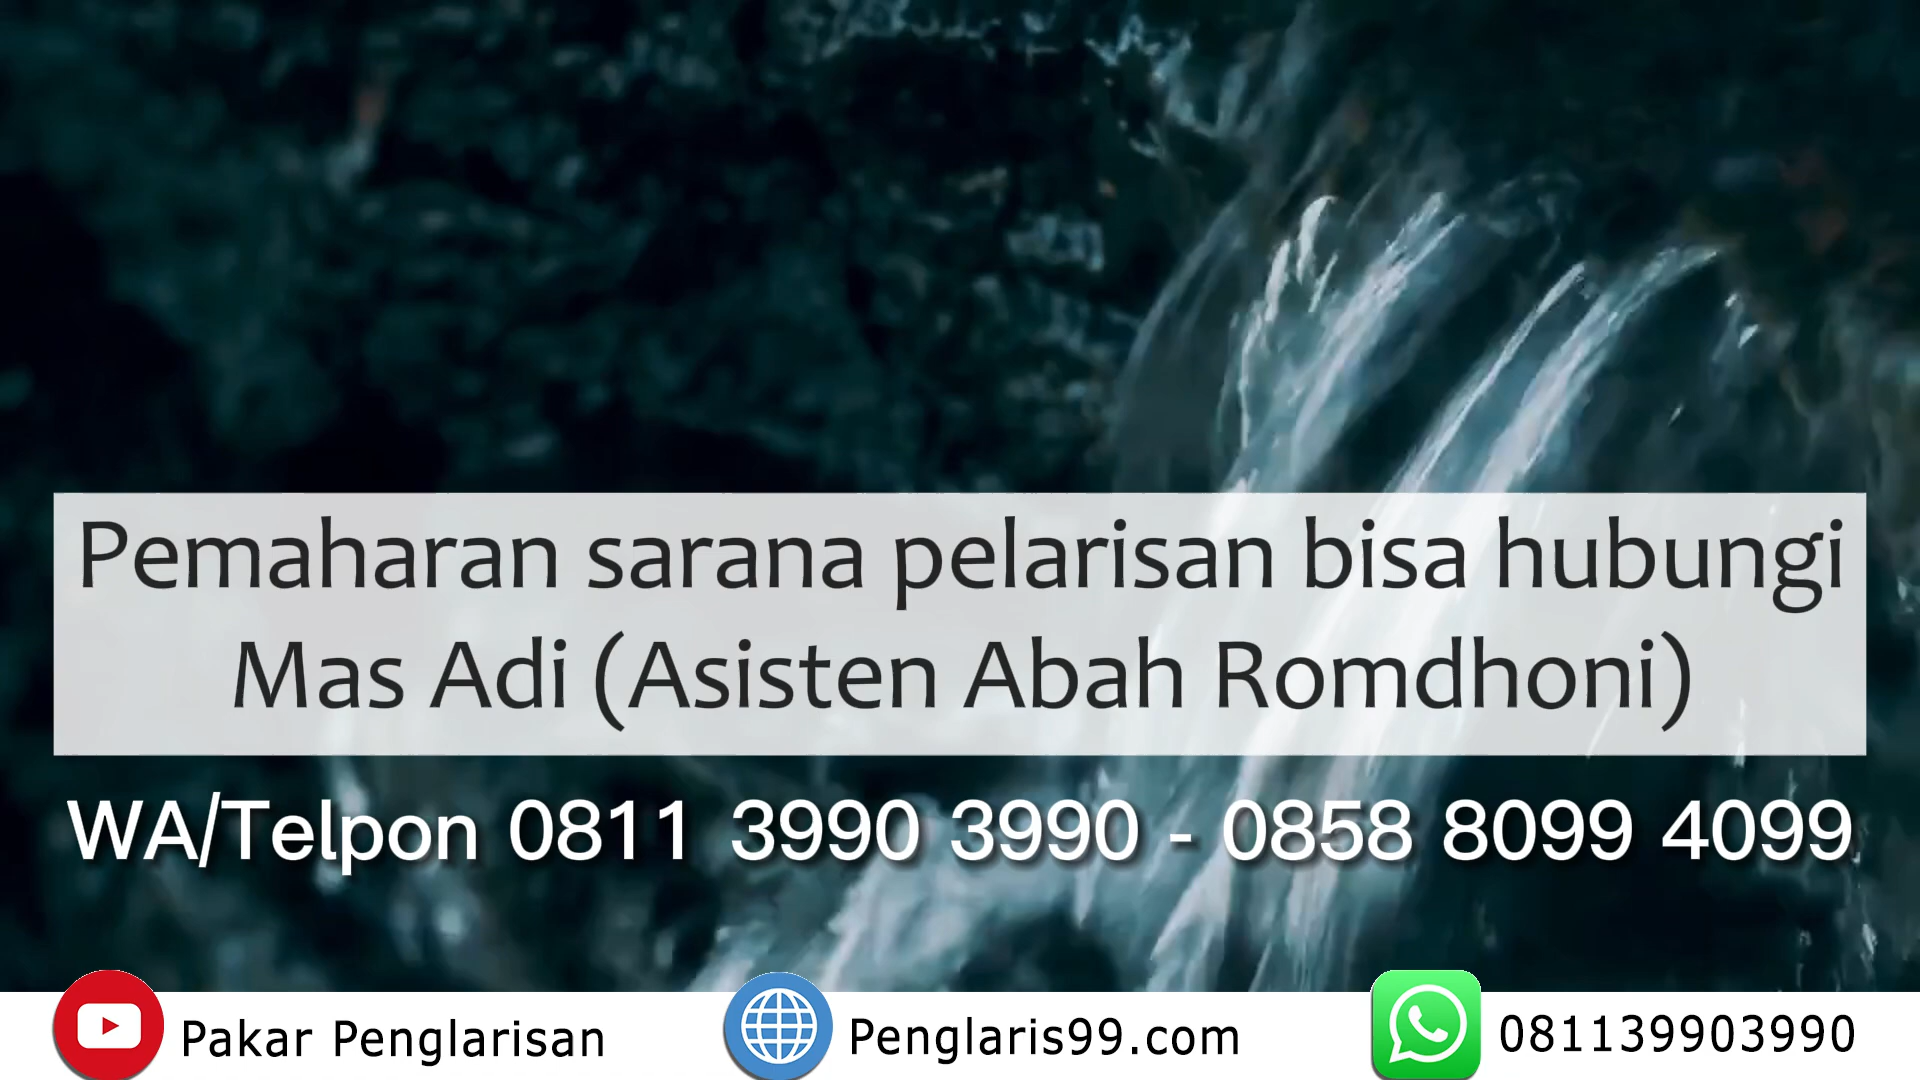 Pemaharan sarana pelarisan bisa hubungi
Mas Adi (Asisten Abah Romdhoni)
WA/Telpon 0811 3990 3990 - 0858 8099 4099
Pakar Penglarisan
Penglaris99.com
081139903990